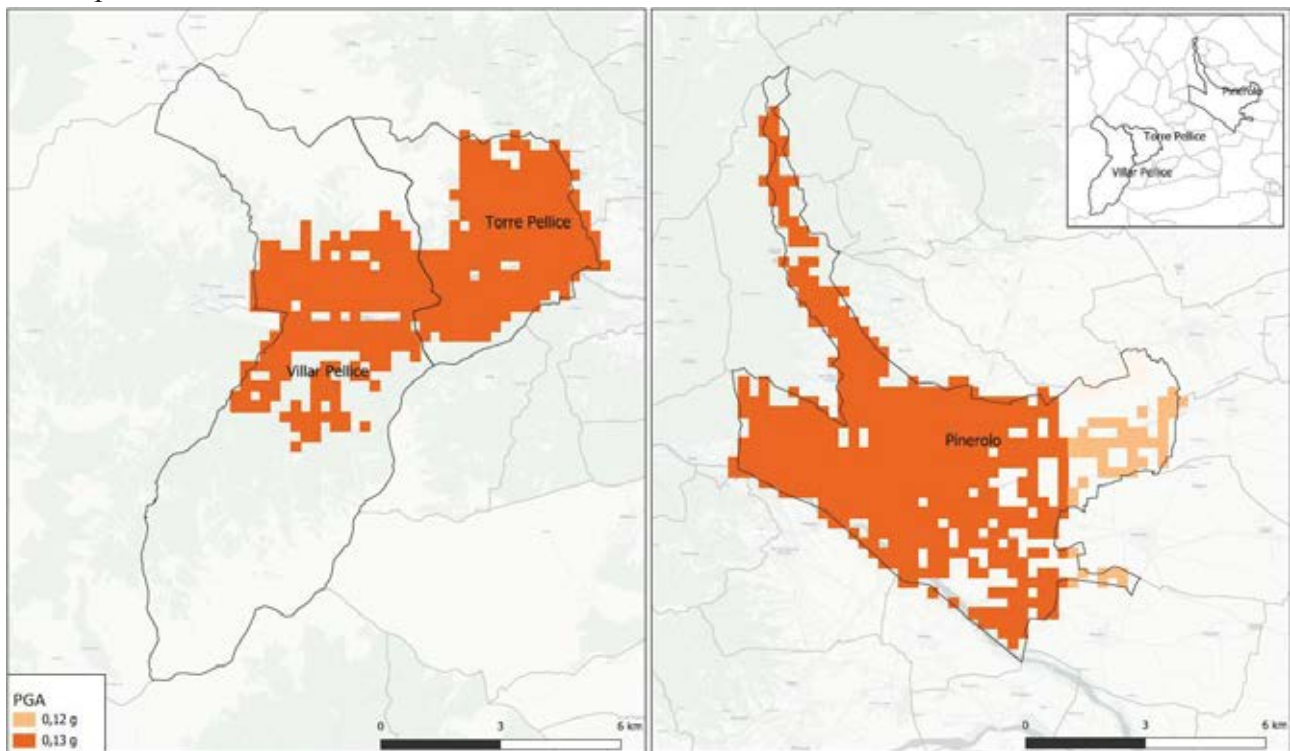 Torre Pellice
Villar Pellice
PGA
0,12 g
0,13 g
0
3
6 km
Pinerolo
0
3
6 km
Pinerolo
Torre Pellice
Villar Pellice